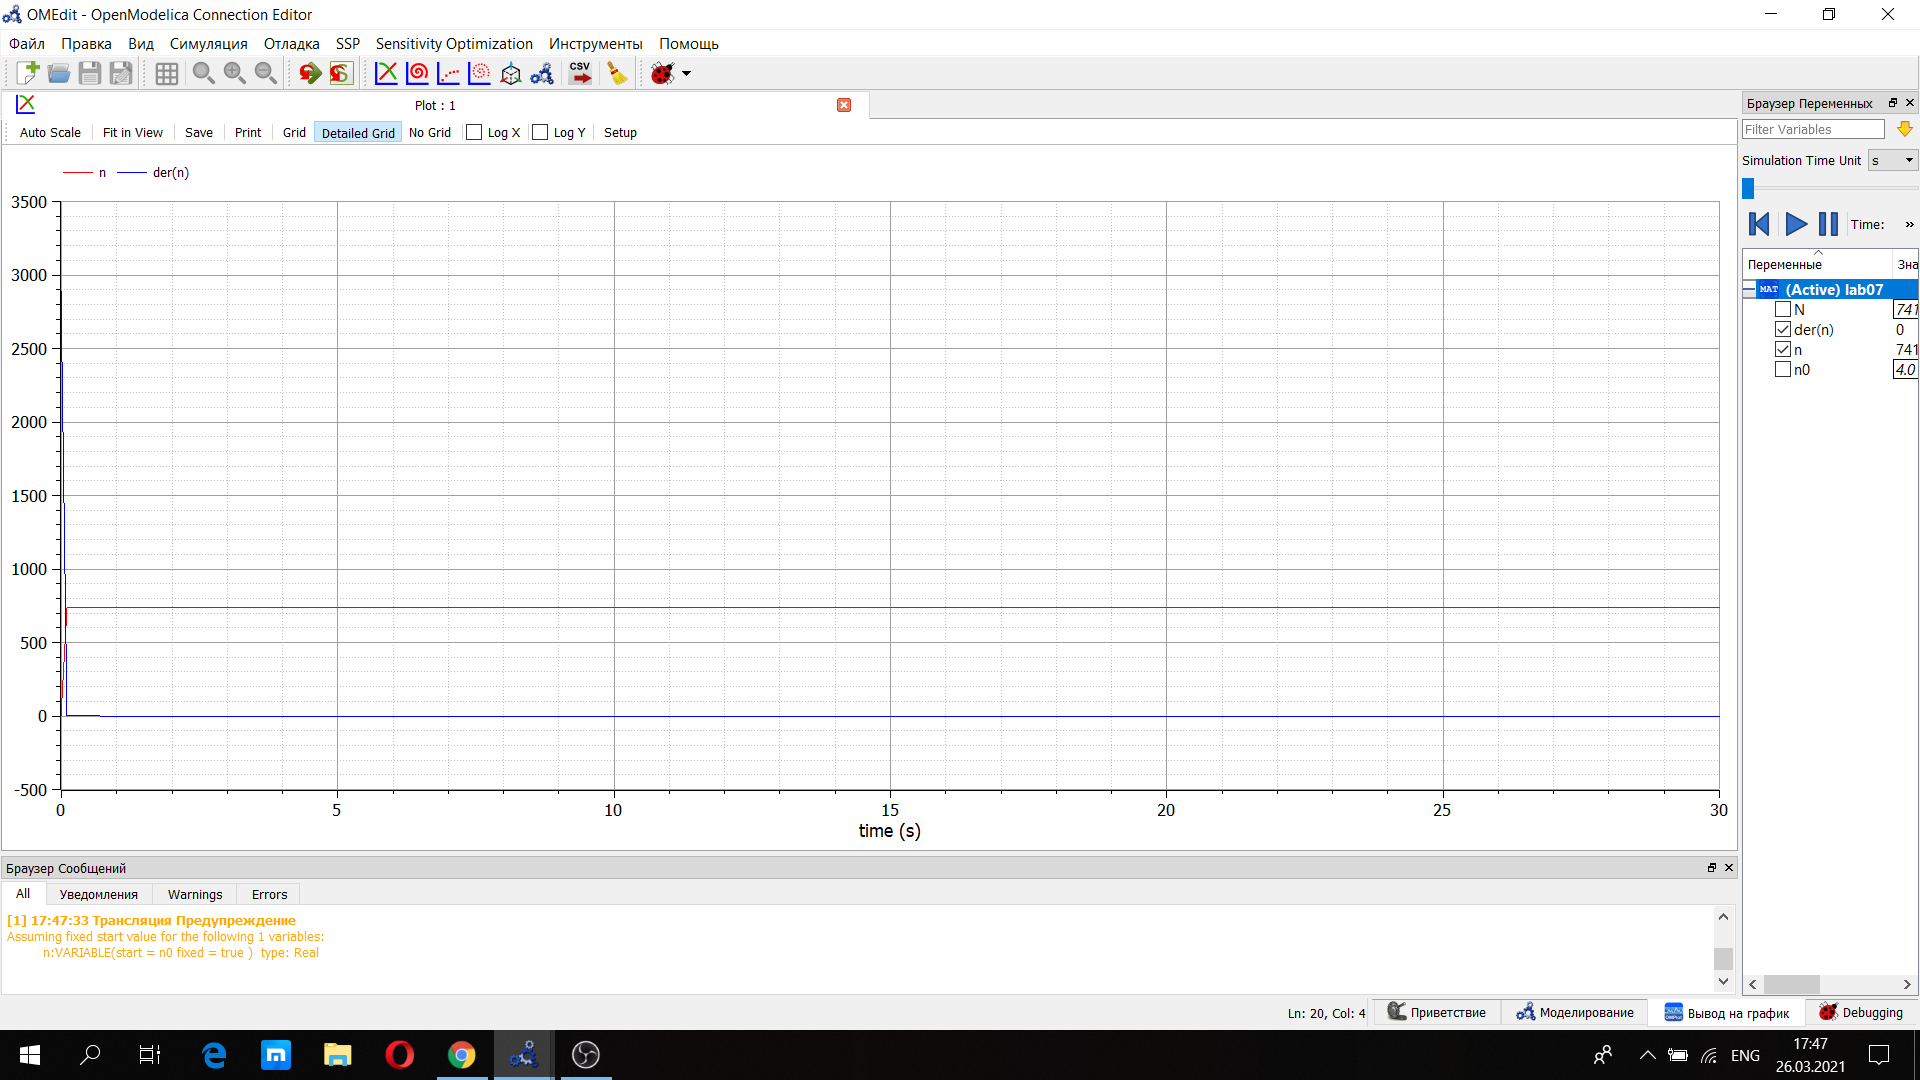 OMEdit - OpenModelica Connection Editor
Файл Правка Вид Симуляция Отладка SSP Sensitivity Optimization Инструменты Помощь
CSV
Plot : 1
Auto Scale Fit in View Save Print Grid Detailed Grid No Grid Log X Log Y Setup
n der(n)
3500
3000
2500
2000
1500
1000
500
0
-500
0 5 10 15 20 25 30
time (s)
Браузер Переменных
Filter Variables
Simulation Time Unit s
Time: »
Переменные Зна
MAT (Active) lab07
N 741
der(n) 0
n 741
n0 4.0
Браузер Сообщений
All Уведомления Warnings Errors
[1] 17:47:33 Трансляция Предупреждение
Assuming fixed start value for the following 1 variables:
n:VARIABLE(start = n0 fixed = true ) type: Real
Ln: 20, Col: 4 Приветствие Моделирование Вывод на график Debugging
ENG
17:47
26.03.2021